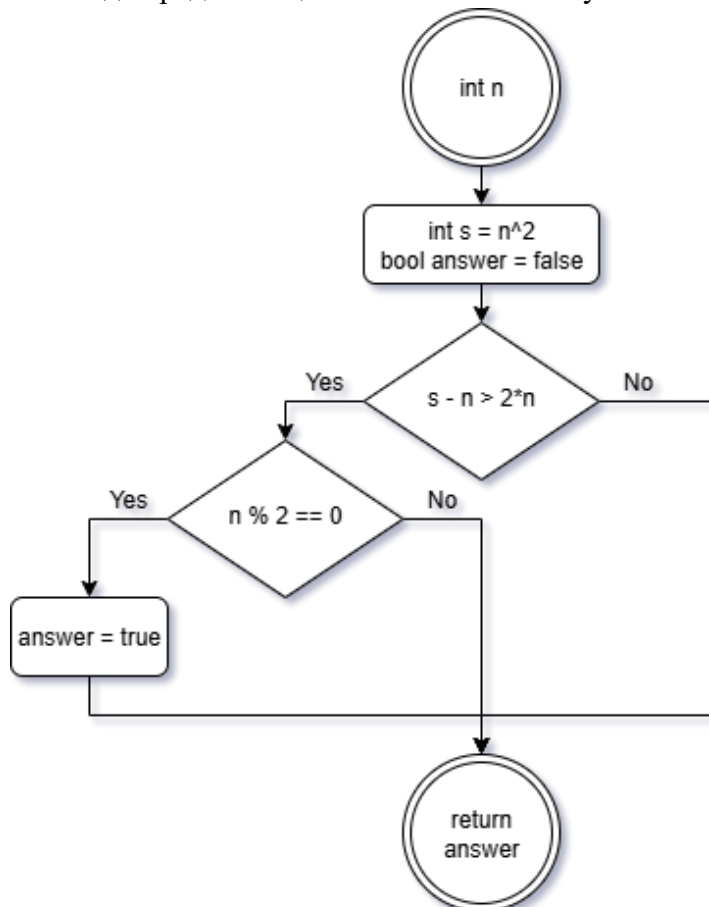 int n
int s = n^2
bool answer = false
Yes
s - n > 2*n
No
Yes
n % 2 == 0
No
answer = true
return
answer